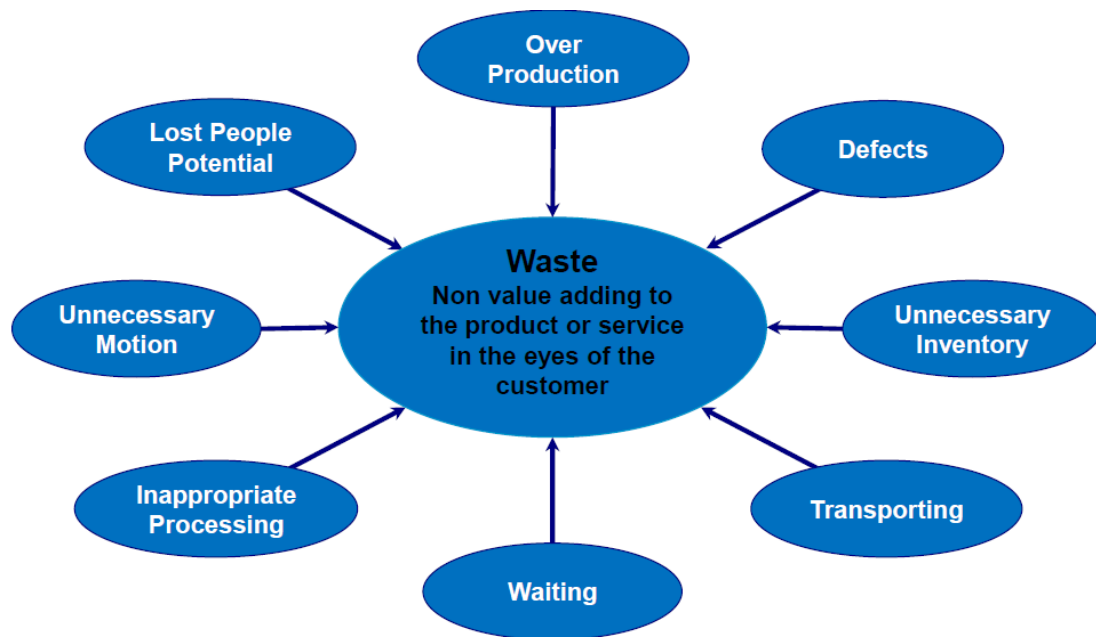 Over
Production
Lost People
Potential
Defects
Waste
Non value adding to
the product or service
in the eyes of the
customer
Unnecessary
Motion
Unnecessary
Inventory
Inappropriate
Processing
Transporting
Waiting